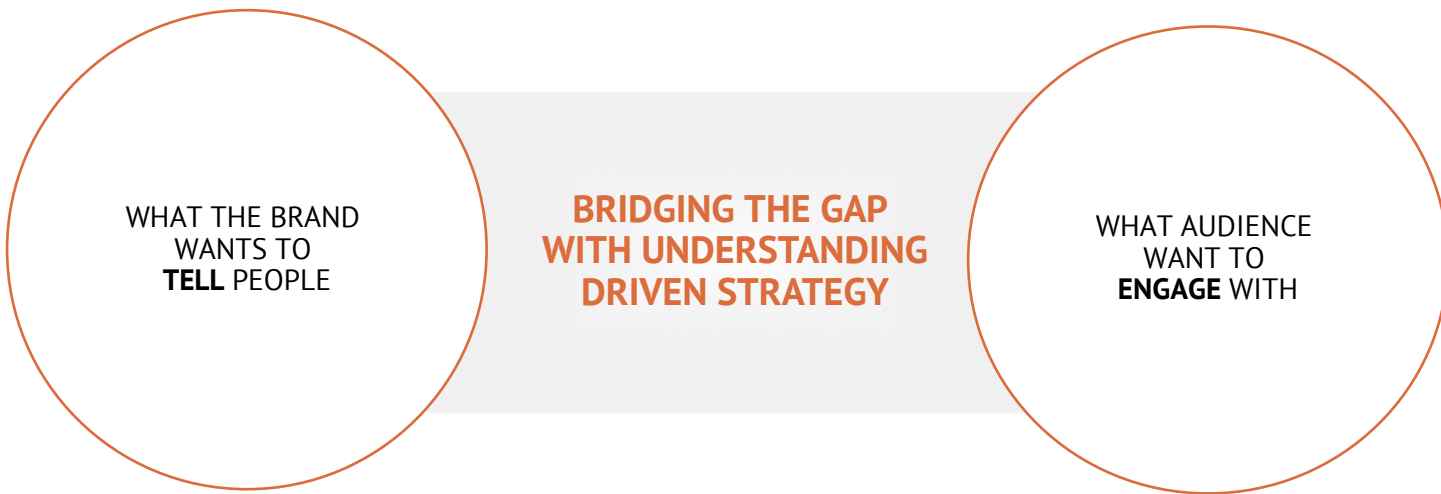 WHAT THE BRAND
WANTS TO
TELL PEOPLE
BRIDGING THE GAP
WITH UNDERSTANDING
DRIVEN STRATEGY
WHAT AUDIENCE
WANT TO
ENGAGE WITH